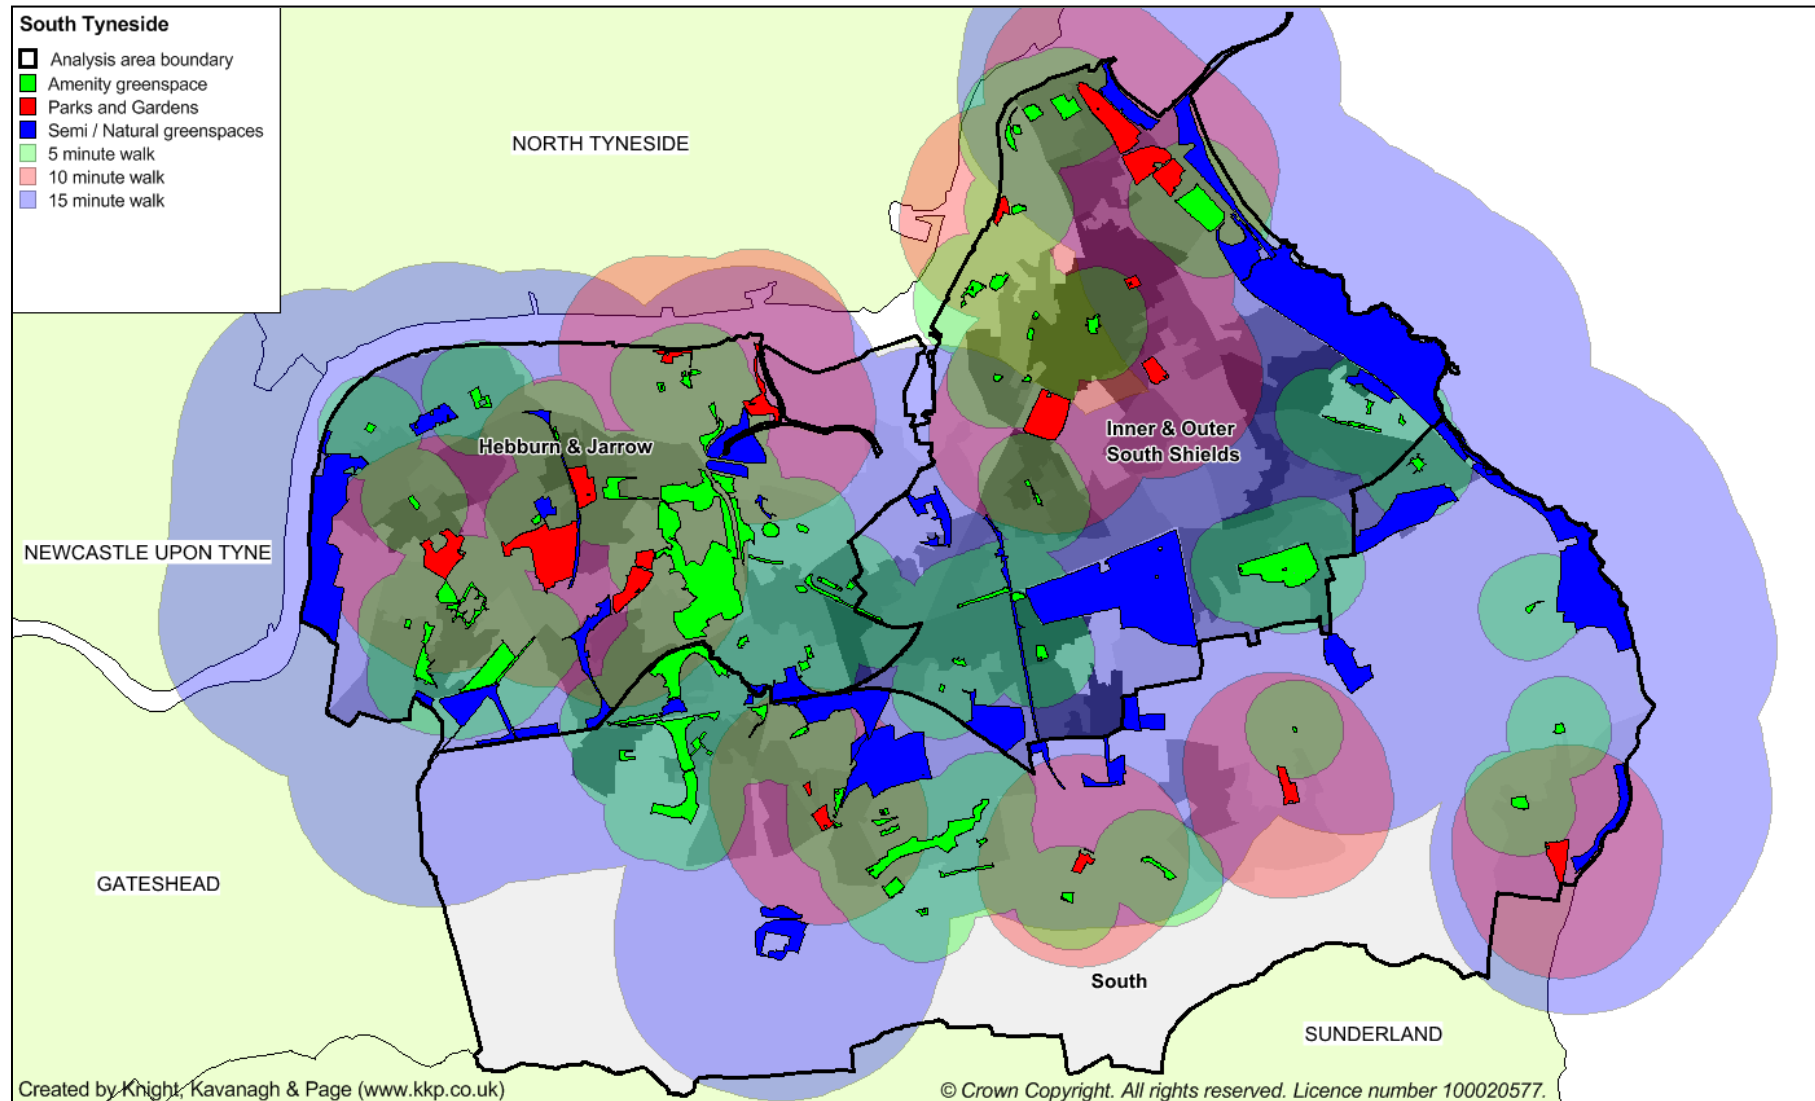 South Tyneside
Analysis area boundary
Amenity greenspace
Parks and Gardens
Semi / Natural greenspaces
5 minute walk
10 minute walk
15 minute walk
NORTH TYNESIDE
Inner & Outer
South Shields
Hebburn & Jarrow
NEWCASTLE UPON TYNE
GATESHEAD
South
SUNDERLAND
Created by Knight, Kavanagh & Page (www.kkp.co.uk)
© Crown Copyright. All rights reserved. Licence number 100020577.